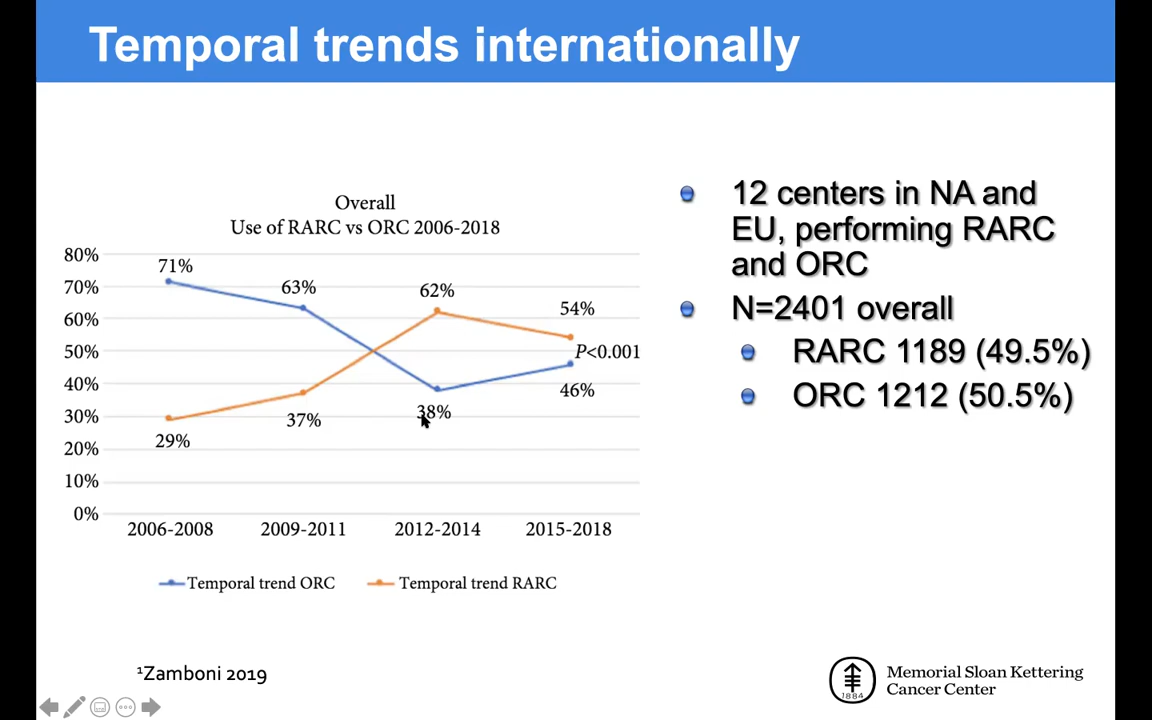 Temporal trends internationally
Overall
Use of RARC vs ORC 2006-2018
80%
70%
60%
50%
40%
30%
20%
10%
0%
71%
63%
62%
54%
P<0.001
46%
38%
37%
29%
2006-2008
2009-2011
2012-2014
2015-2018
Temporal trend ORC
Temporal trend RARC
12 centers in NA and
EU, performing RARC
and ORC
N=2401 overall
RARC 1189 (49.5%)
ORC 1212 (50.5%)
¹Zamboni 2019
1884
Memorial Sloan Kettering
Cancer Center